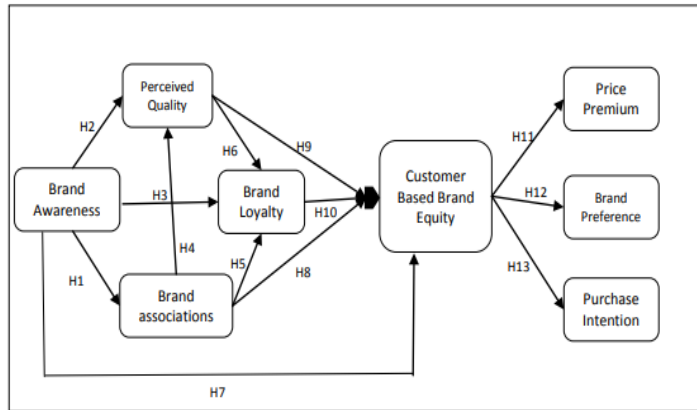 Perceived
Quality
Price
Premium
H2
H11
H9
H6
Customer
Based Brand
Equity
Brand
Awareness
H3
Brand
Loyalty
H12
Brand
Preference
H10
H4
H5
H8
H13
H1
Brand
associations
Purchase
Intention
H7